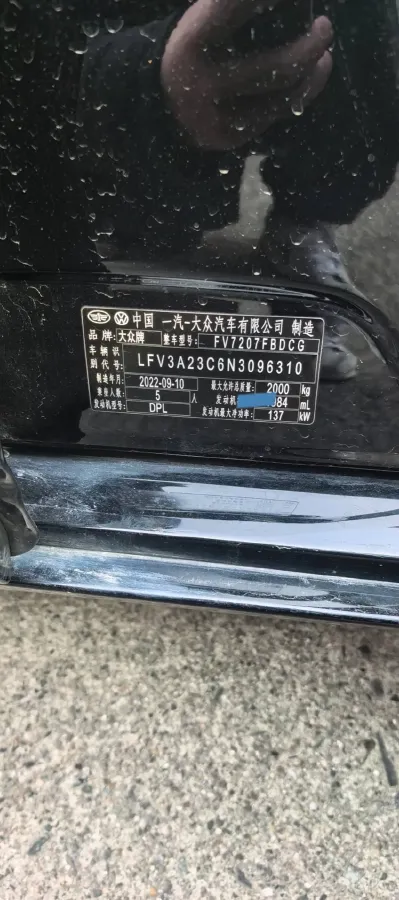 中国 一汽-大众汽车有限公司 制造
品牌: 大众牌 整车型号: FV7207FBDCG
车辆识别代号: LFV3A23C6N3096310
制造年月 2022-09-10 最大允许总质量: 2000 kg
乘坐人数 5 人 发动机 984 mL
发动机型号: DPL 发动机最大净功率: 137 kW